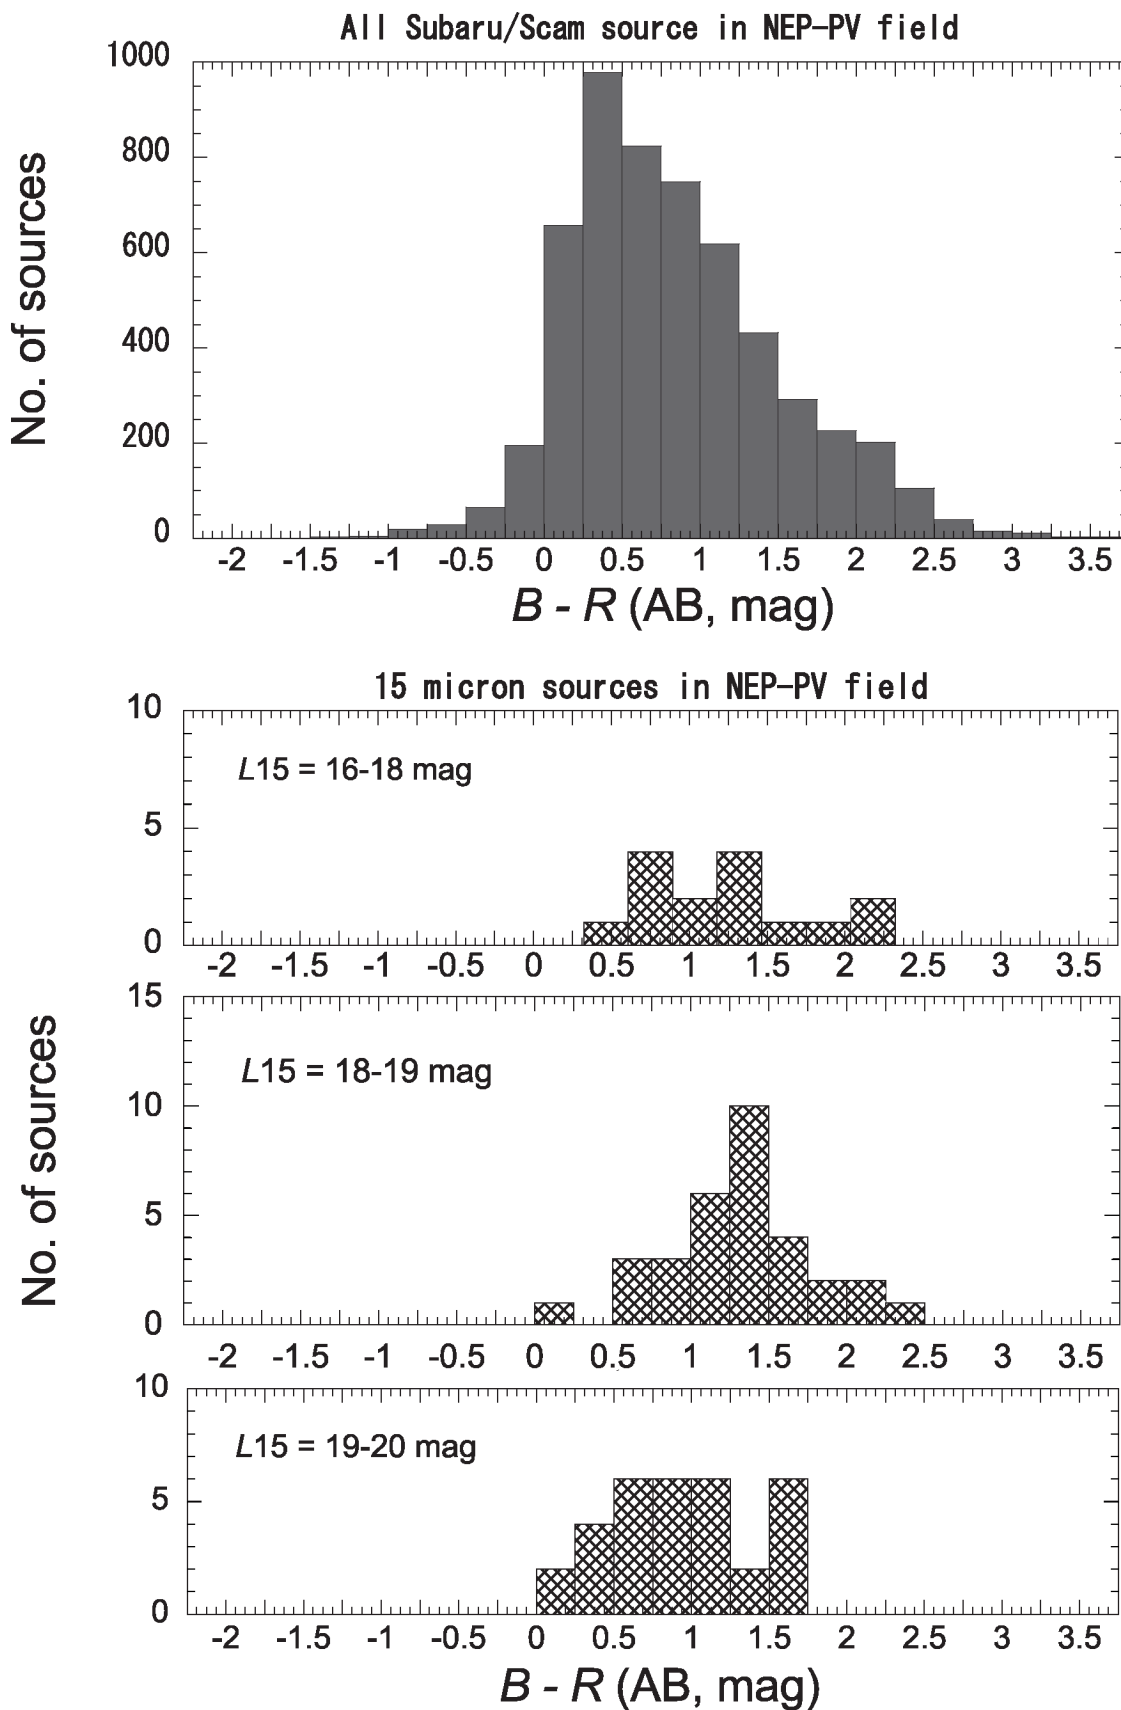 All Subaru/Scam source in NEP-PV field
1000
800
600
400
200
0
No. of sources
-2 -1.5 -1 -0.5 0 0.5 1 1.5 2 2.5 3 3.5
B - R (AB, mag)
15 micron sources in NEP-PV field
10
5
0
L15 = 16-18 mag
-2 -1.5 -1 -0.5 0 0.5 1 1.5 2 2.5 3 3.5
15
10
5
0
No. of sources
L15 = 18-19 mag
-2 -1.5 -1 -0.5 0 0.5 1 1.5 2 2.5 3 3.5
10
5
0
L15 = 19-20 mag
-2 -1.5 -1 -0.5 0 0.5 1 1.5 2 2.5 3 3.5
B - R (AB, mag)